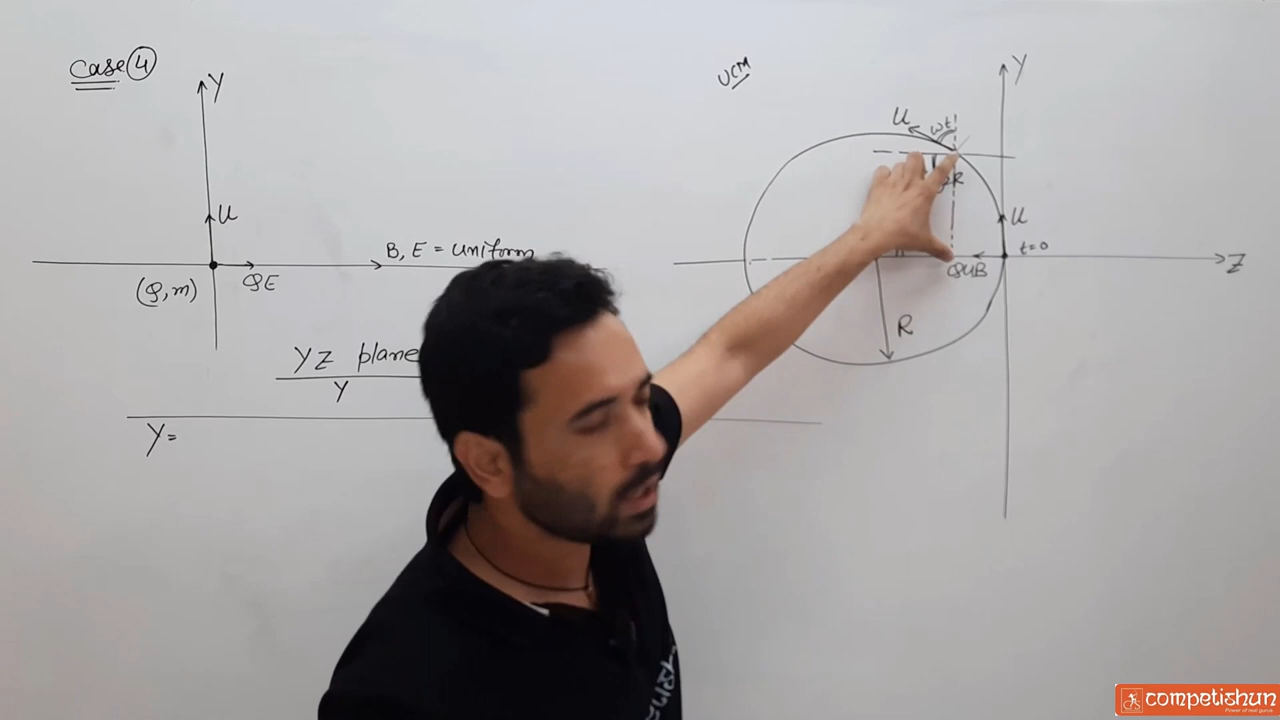 Case 4
Y
u
B, E = uniform
(q, m)
qE
YZ plane
Y
Y=
UCM
Y
u
ωt
R
u
t=0
quB
Z
R
competishun